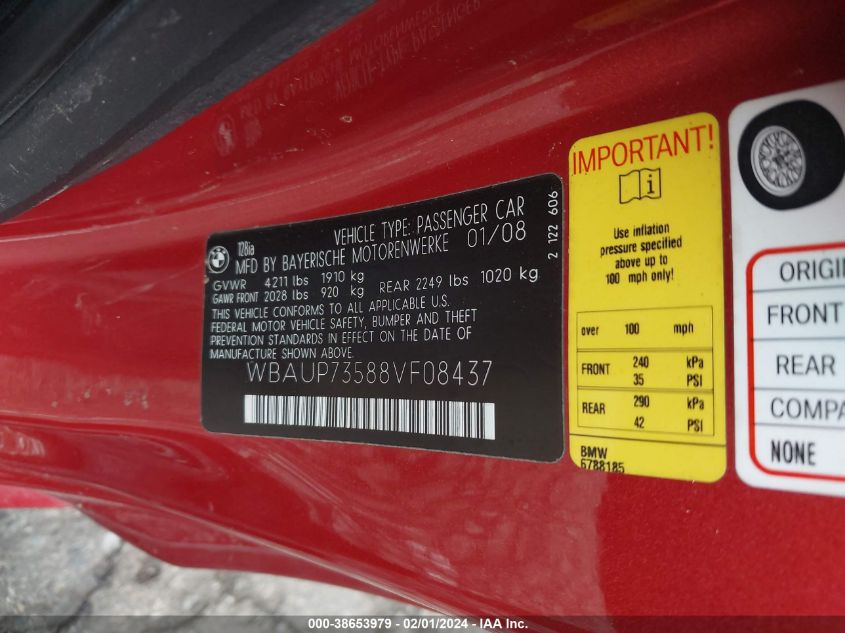 BMW
128ia
VEHICLE TYPE: PASSENGER CAR
MFD BY BAYERISCHE MOTORENWERKE 01/08
GVWR 4211 lbs 1910 kg
GAWR FRONT 2028 lbs 920 kg REAR 2249 lbs 1020 kg
THIS VEHICLE CONFORMS TO ALL APPLICABLE U.S.
FEDERAL MOTOR VEHICLE SAFETY, BUMPER AND THEFT
PREVENTION STANDARDS IN EFFECT ON THE DATE OF
MANUFACTURE SHOWN ABOVE.
WBAUP73588VF08437
2 122 606
IMPORTANT!
i
Use inflation
pressure specified
above up to
100 mph only!
over 100 mph
FRONT 240 kPa
35 PSI
REAR 290 kPa
42 PSI
BMW
6788185
ORIGIN
FRONT
REAR
COMPA
NONE
000-38653979 - 02/01/2024 - IAA Inc.